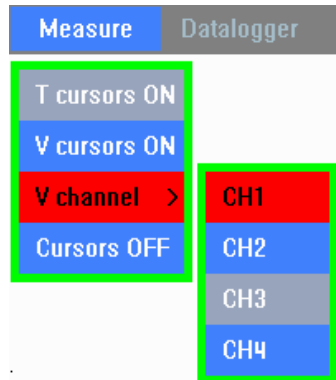 Measure Datalogger
T cursors ON
V cursors ON
V channel >
CH1
Cursors OFF
CH2
CH3
CH4